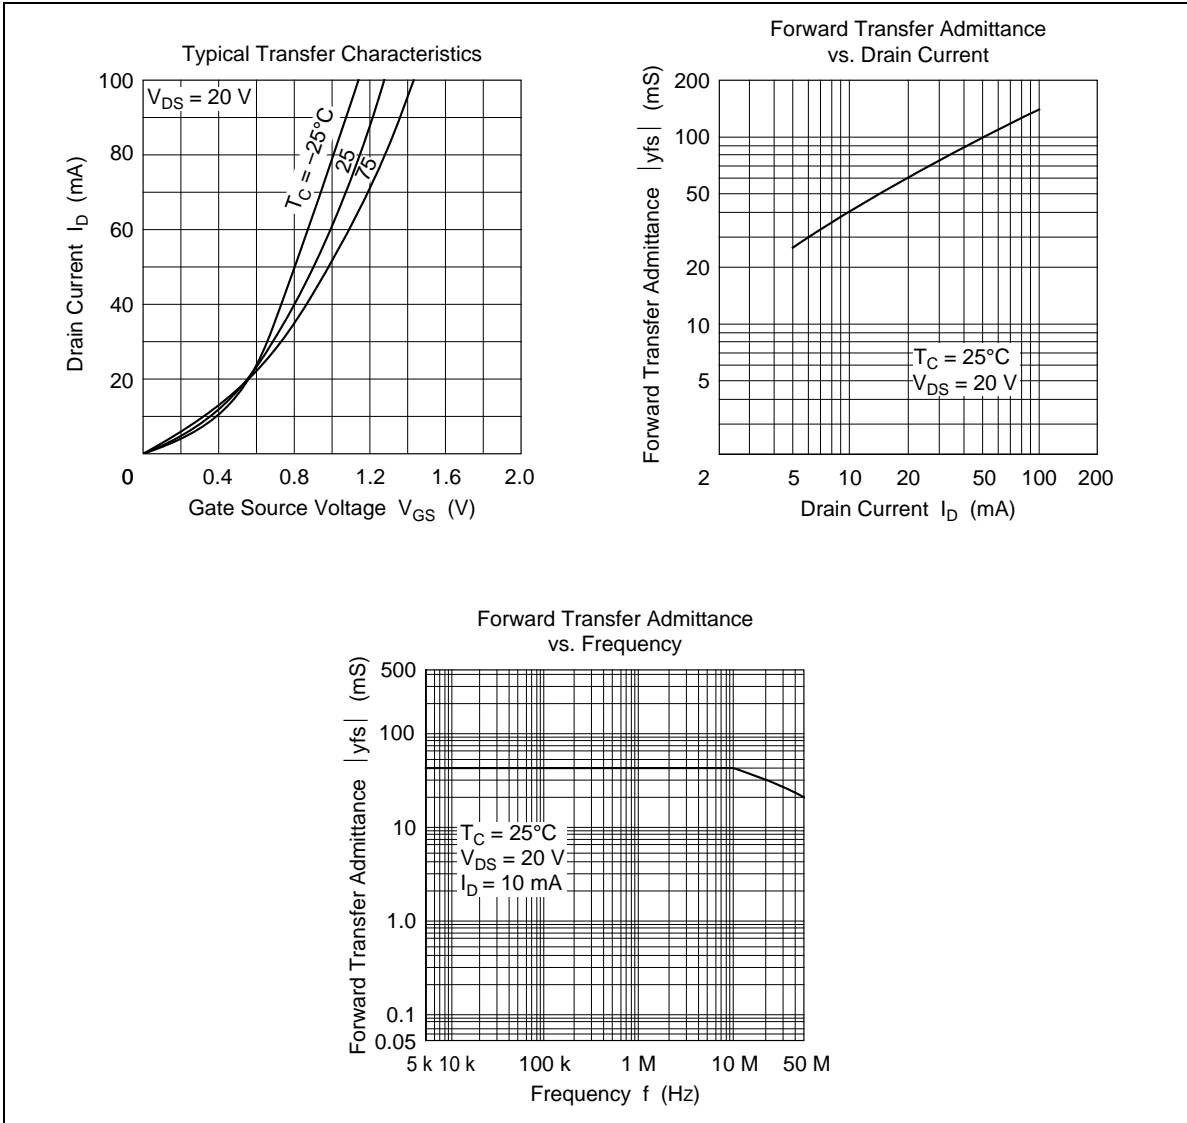 Typical Transfer Characteristics
100
80
60
40
20
0
0.4
0.8
1.2
1.6
2.0
V_DS = 20 V
T_C = −25°C
25
75
Drain Current I_D (mA)
Gate Source Voltage V_GS (V)
Forward Transfer Admittance
vs. Drain Current
200
100
50
20
10
5
2
5
10
20
50
100
200
T_C = 25°C
V_DS = 20 V
Forward Transfer Admittance |yfs| (mS)
Drain Current I_D (mA)
Forward Transfer Admittance
vs. Frequency
500
100
10
1.0
0.1
0.05
5 k
10 k
100 k
1 M
10 M
50 M
T_C = 25°C
V_DS = 20 V
I_D = 10 mA
Forward Transfer Admittance |yfs| (mS)
Frequency f (Hz)